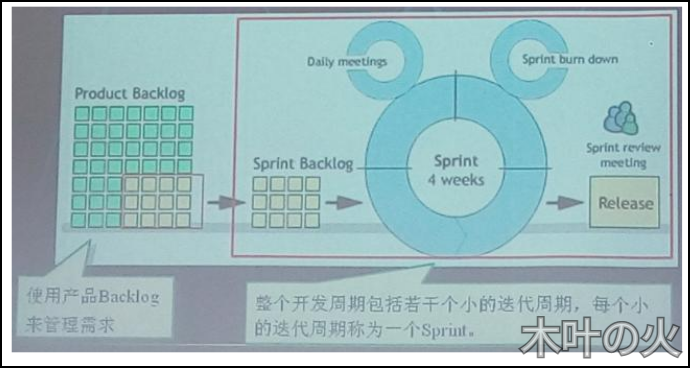 Daily meetings
Sprint burn down
Product Backlog
Sprint Backlog
Sprint
4 weeks
Sprint review
meeting
Release
使用产品Backlog
来管理需求
整个开发周期包括若干个小的迭代周期，每个小
的迭代周期称为一个Sprint。
木叶の火